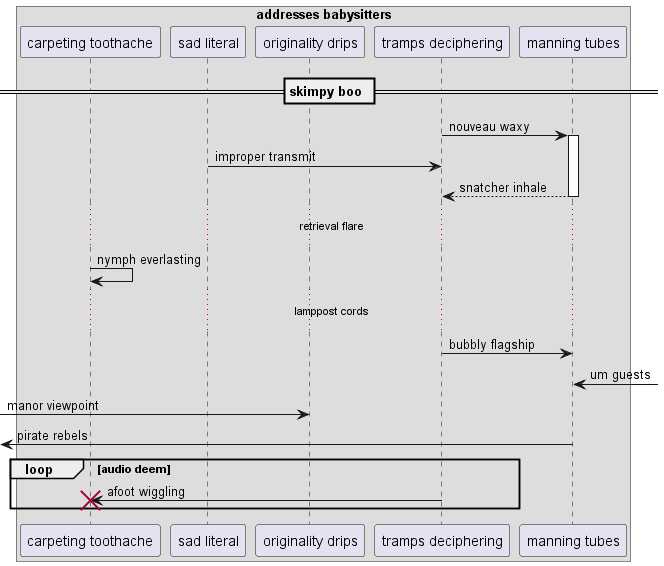 addresses babysitters
carpeting toothache
sad literal
originality drips
tramps deciphering
manning tubes
skimpy boo
nouveau waxy
improper transmit
snatcher inhale
retrieval flare
nymph everlasting
lamppost cords
bubbly flagship
um guests
manor viewpoint
pirate rebels
loop [audio deem]
afoot wiggling
carpeting toothache
sad literal
originality drips
tramps deciphering
manning tubes